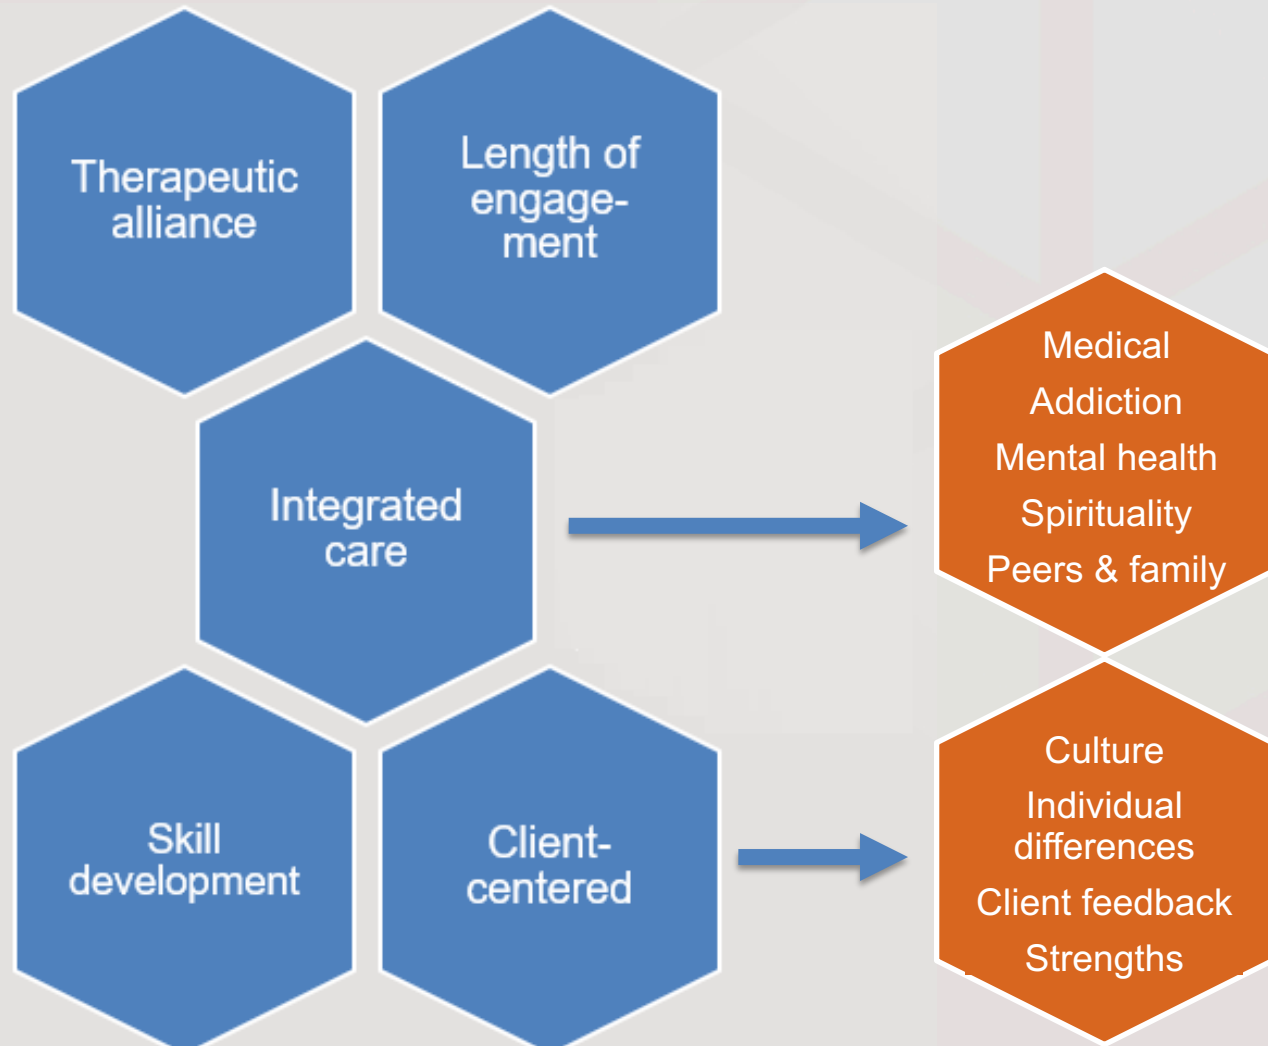 Therapeutic
alliance
Length of
engage-
ment
Integrated
care
Medical
Addiction
Mental health
Spirituality
Peers & family
Skill
development
Client-
centered
Culture
Individual
differences
Client feedback
Strengths